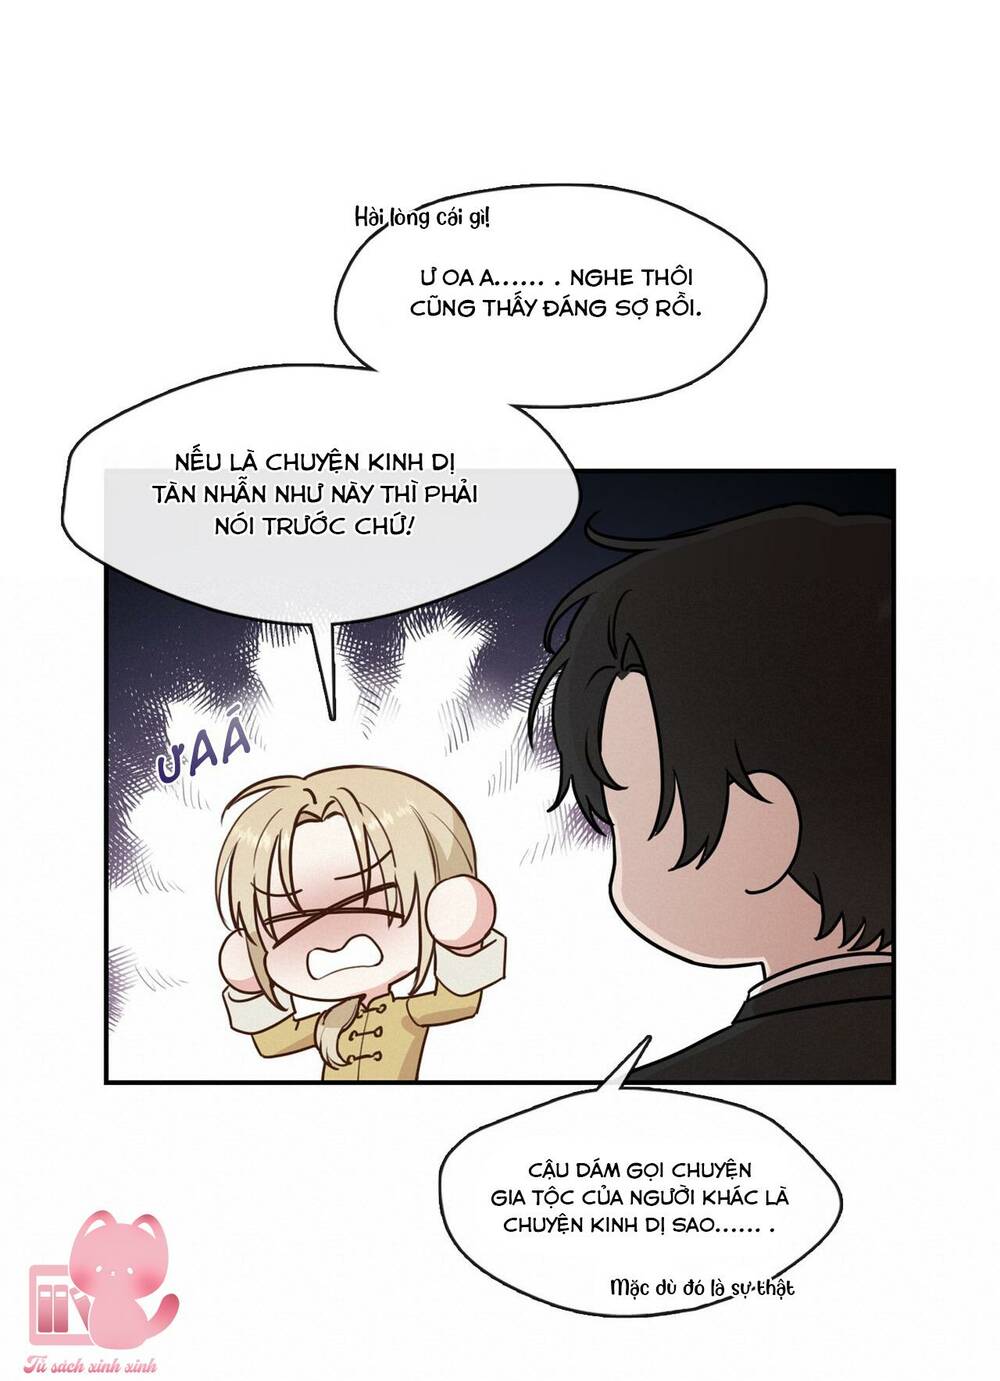 Hài lòng cái gì!
Ư OA A...... . NGHE THÔI
CŨNG THẤY ĐÁNG SỢ RỒI.
NẾU LÀ CHUYỆN KINH DỊ
TÀN NHẪN NHƯ NÀY THÌ PHẢI
NÓI TRƯỚC CHỨ!
ƯAÁ
CẬU DÁM GỌI CHUYỆN
GIA TỘC CỦA NGƯỜI KHÁC LÀ
CHUYỆN KINH DỊ SAO...... .
Mặc dù đó là sự thật
Tủ sách xinh xinh